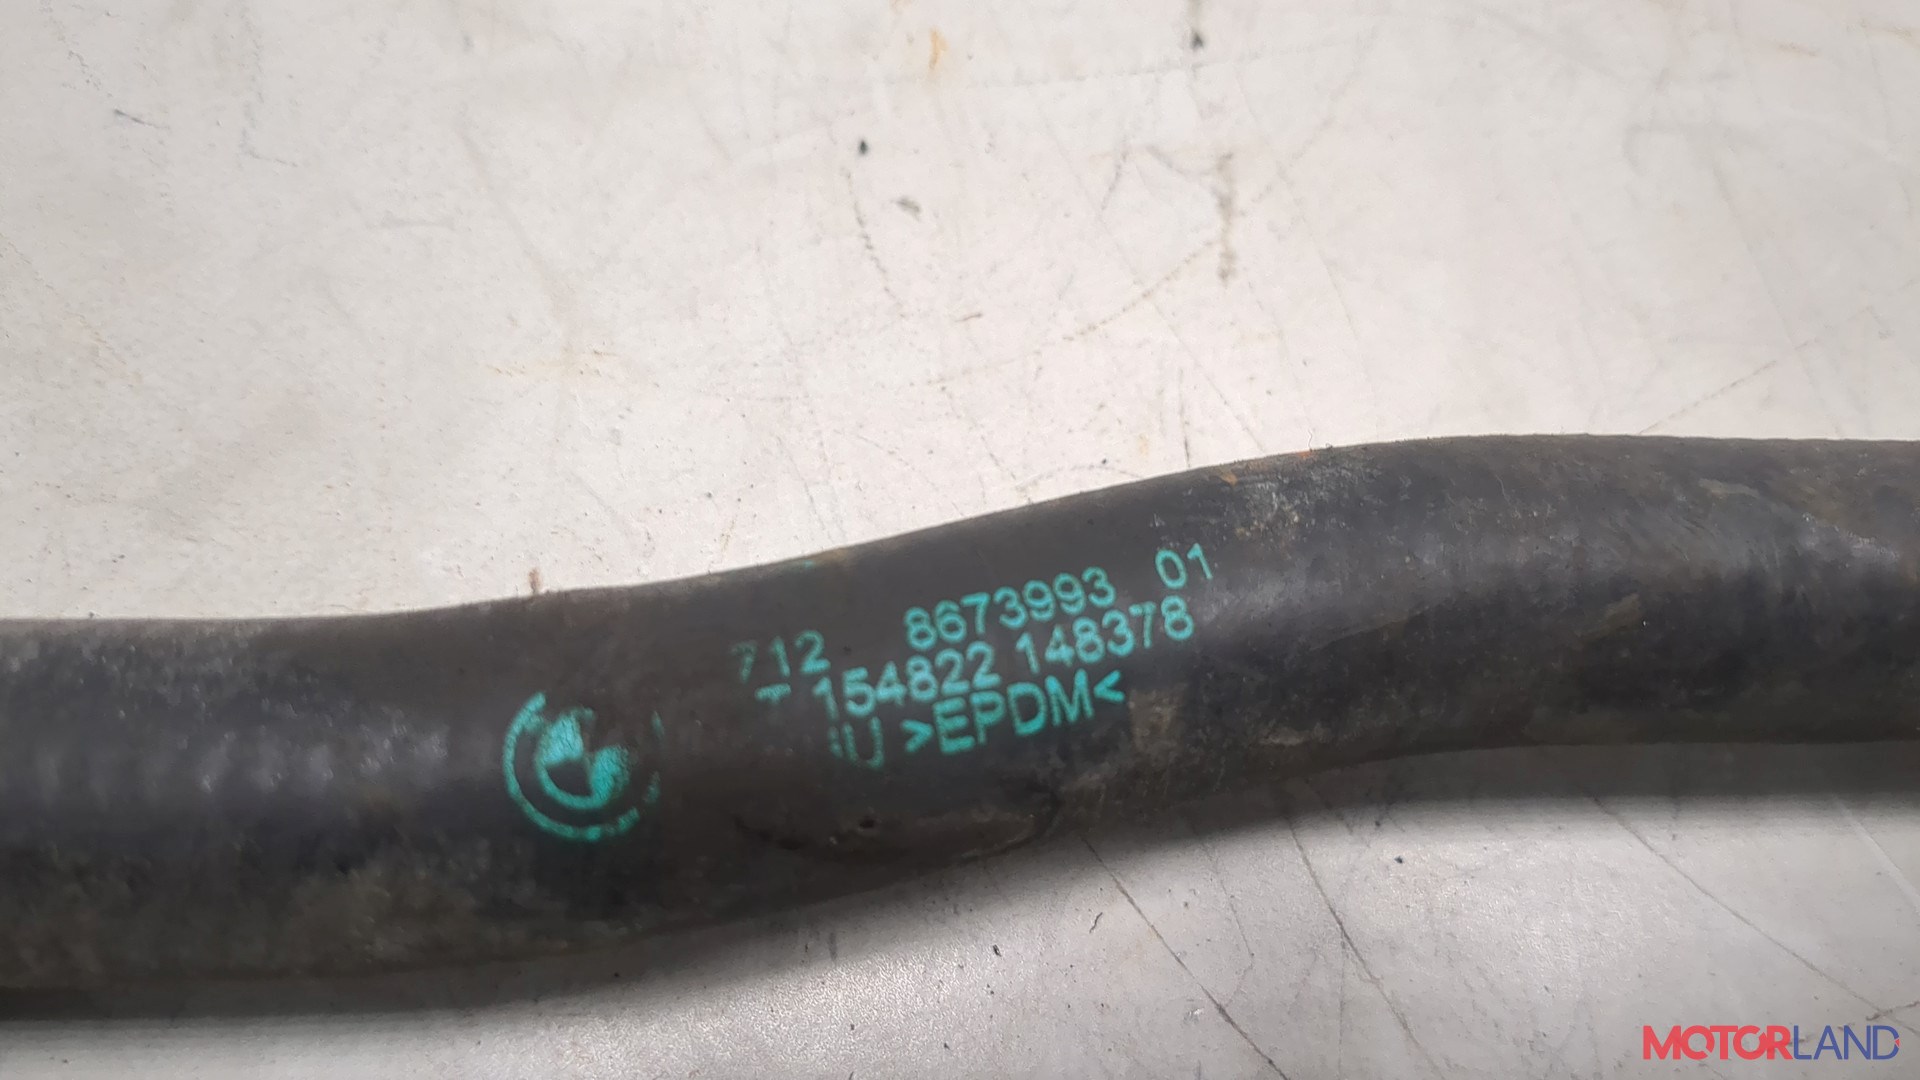 712 8673993 01
T 154822 148378
U >EPDM<
MOTORLAND